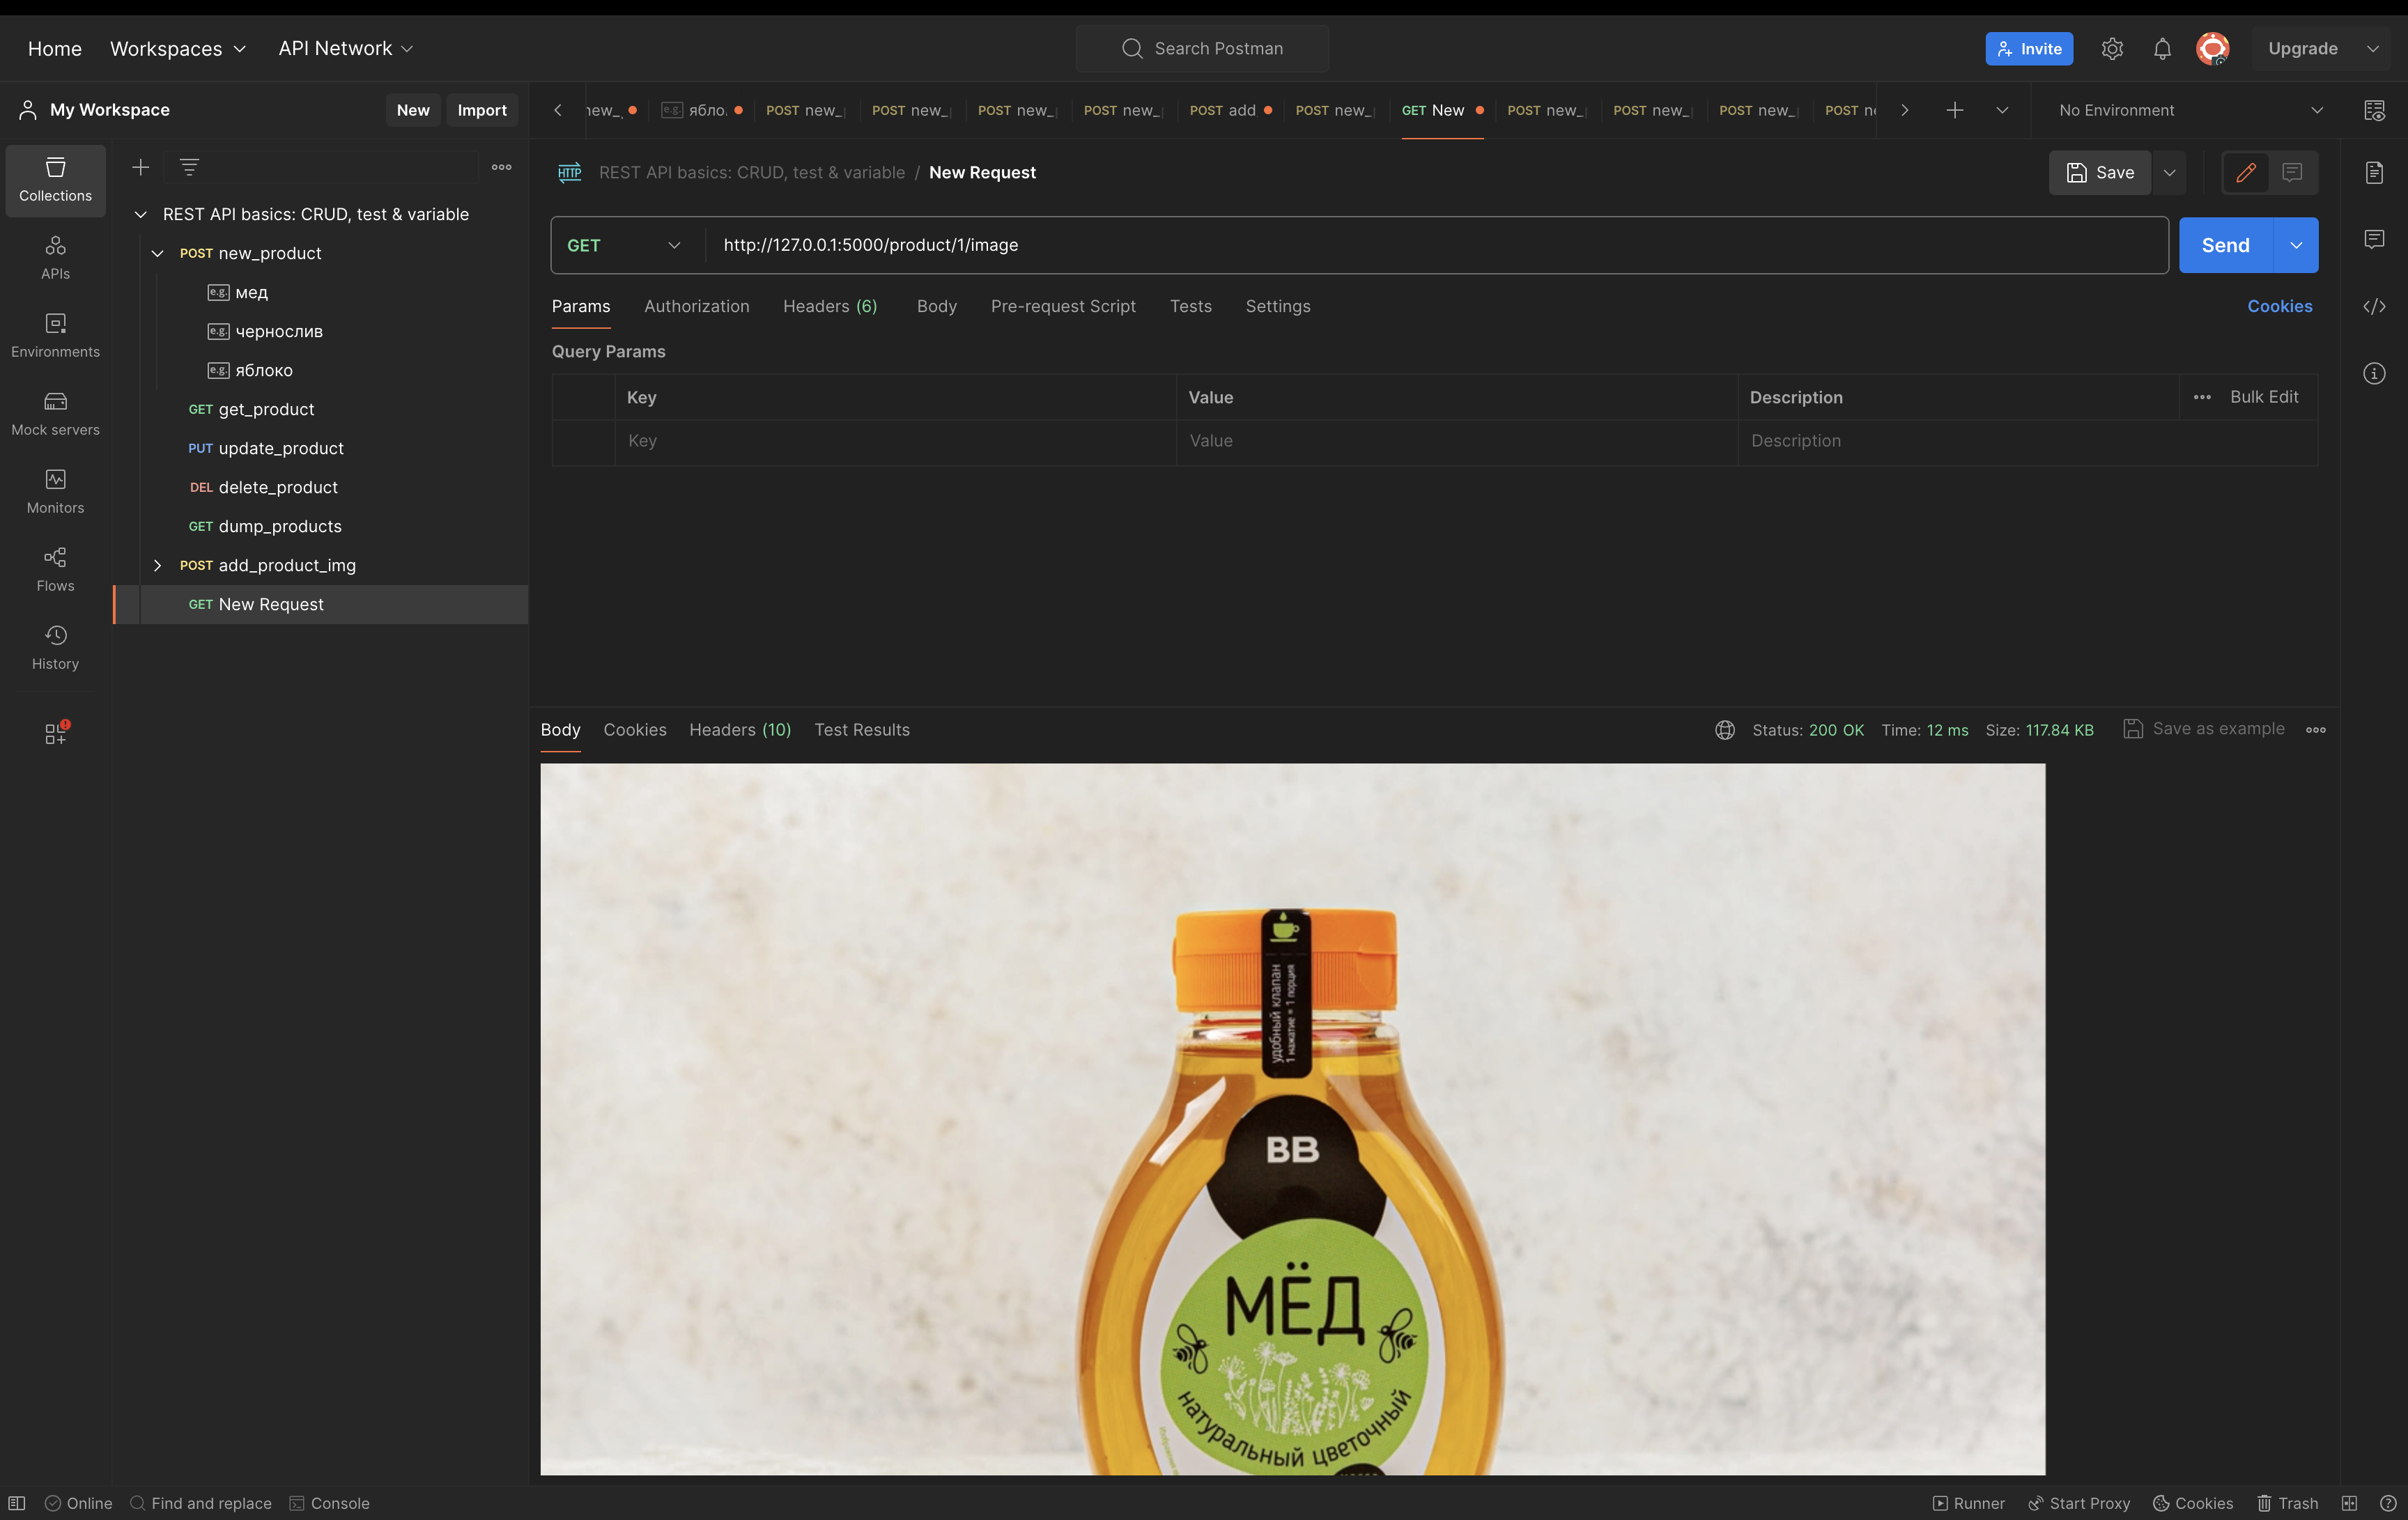 Home Workspaces API Network Search Postman Invite Upgrade
My Workspace New Import
new_ e.g. ябло. POST new_ POST new_ POST new_ POST new_ POST add POST new_ GET New POST new_ POST new_ POST new_ POST No Environment
Collections
APIs
Environments
Mock servers
Monitors
Flows
History
REST API basics: CRUD, test & variable
POST new_product
e.g. мед
e.g. чернослив
e.g. яблоко
GET get_product
PUT update_product
DEL delete_product
GET dump_products
POST add_product_img
GET New Request
HTTP REST API basics: CRUD, test & variable / New Request Save
GET http://127.0.0.1:5000/product/1/image Send
Params Authorization Headers (6) Body Pre-request Script Tests Settings Cookies
Query Params
Key Value Description Bulk Edit
Key Value Description
Body Cookies Headers (10) Test Results Status: 200 OK Time: 12 ms Size: 117.84 KB Save as example
удобный клапан
1 нажатие = 1 порция
ВВ
МЁД
натуральный цветочный
Online Find and replace Console Runner Start Proxy Cookies Trash